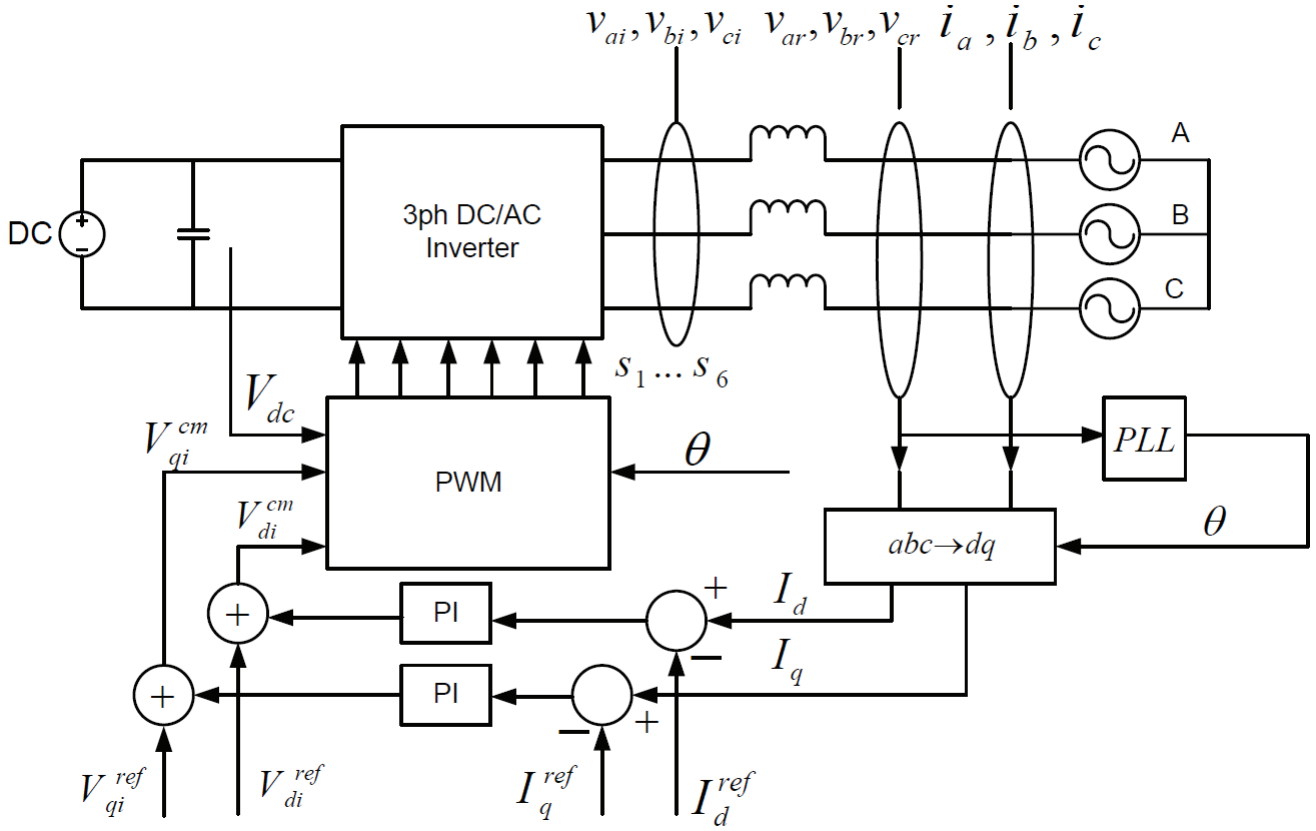 v_ai, v_bi, v_ci v_ar, v_br, v_cr i_a, i_b, i_c
A
DC
+
−
3ph DC/AC
Inverter
B
C
s_1 ... s_6
V_dc
V_qi^cm
PWM
θ
PLL
V_di^cm
abc→dq
θ
+
PI
+
I_d
−
I_q
+
PI
−
+
V_qi^ref
V_di^ref
I_q^ref
I_d^ref